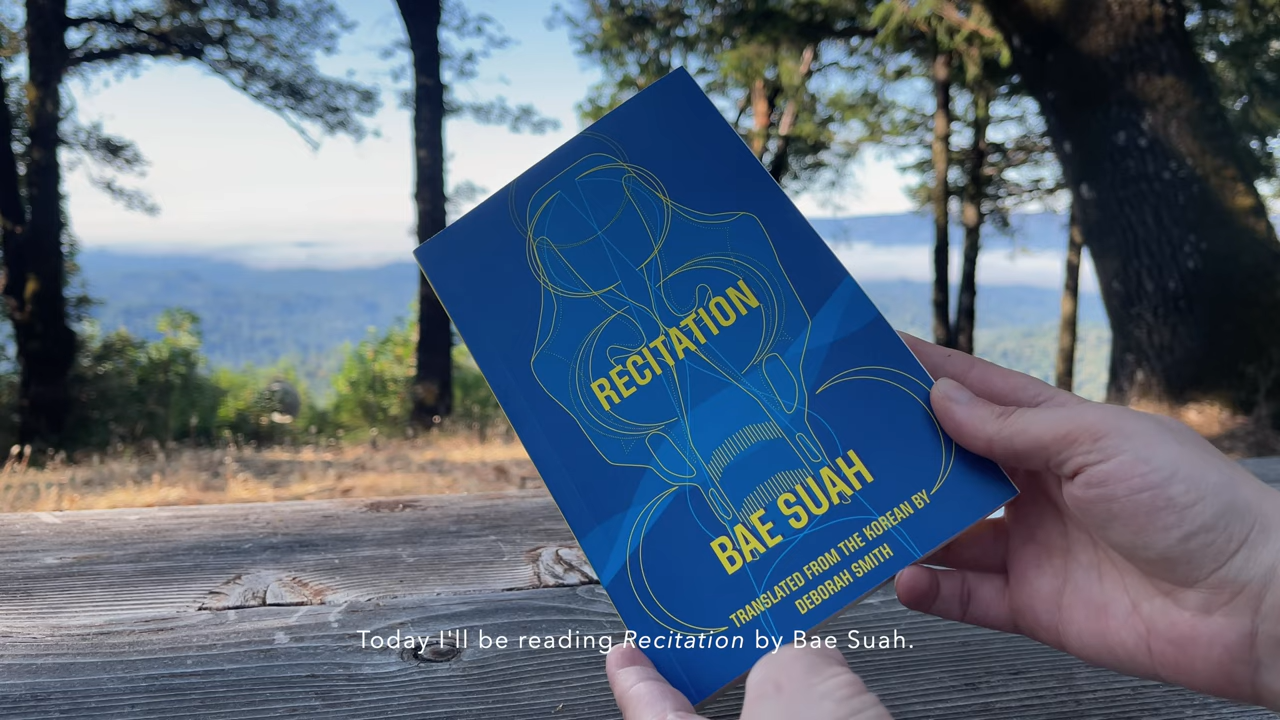 RECITATION
BAE SUAH
TRANSLATED FROM THE KOREAN BY
DEBORAH SMITH
Today I'll be reading Recitation by Bae Suah.